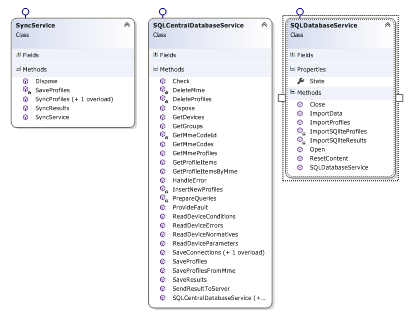 SyncService
Class
Fields
Methods
Dispose
SaveProfiles
SyncProfiles (+ 1 overload)
SyncResults
SyncService
SQLCentralDatabaseService
Class
Fields
Methods
Check
DeleteMme
DeleteProfiles
Dispose
GetDevices
GetGroups
GetMmeCodeId
GetMmeCodes
GetMmeProfiles
GetProfileItems
GetProfileItemsByMme
HandleError
InsertNewProfiles
PrepareQueries
ProvideFault
ReadDeviceConditions
ReadDeviceErrors
ReadDeviceNormatives
ReadDeviceParameters
SaveConnections (+ 1 overload)
SaveProfiles
SaveProfilesFromMme
SaveResults
SendResultToServer
SQLCentralDatabaseService (+...
SQLDatabaseService
Class
Fields
Properties
State
Methods
Close
ImportData
ImportProfiles
ImportSQliteProfiles
ImportSQliteResults
Open
ResetContent
SQLDatabaseService